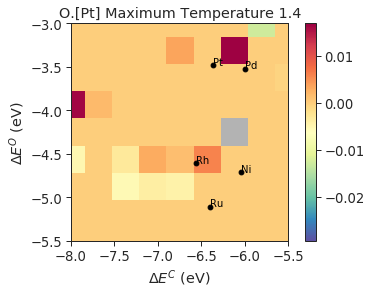 O.[Pt] Maximum Temperature 1.4
−3.0
−3.5
−4.0
−4.5
−5.0
−5.5
ΔE^O (eV)
Pt
Pd
Rh
Ni
Ru
−8.0 −7.5 −7.0 −6.5 −6.0 −5.5
ΔE^C (eV)
0.01
0.00
−0.01
−0.02